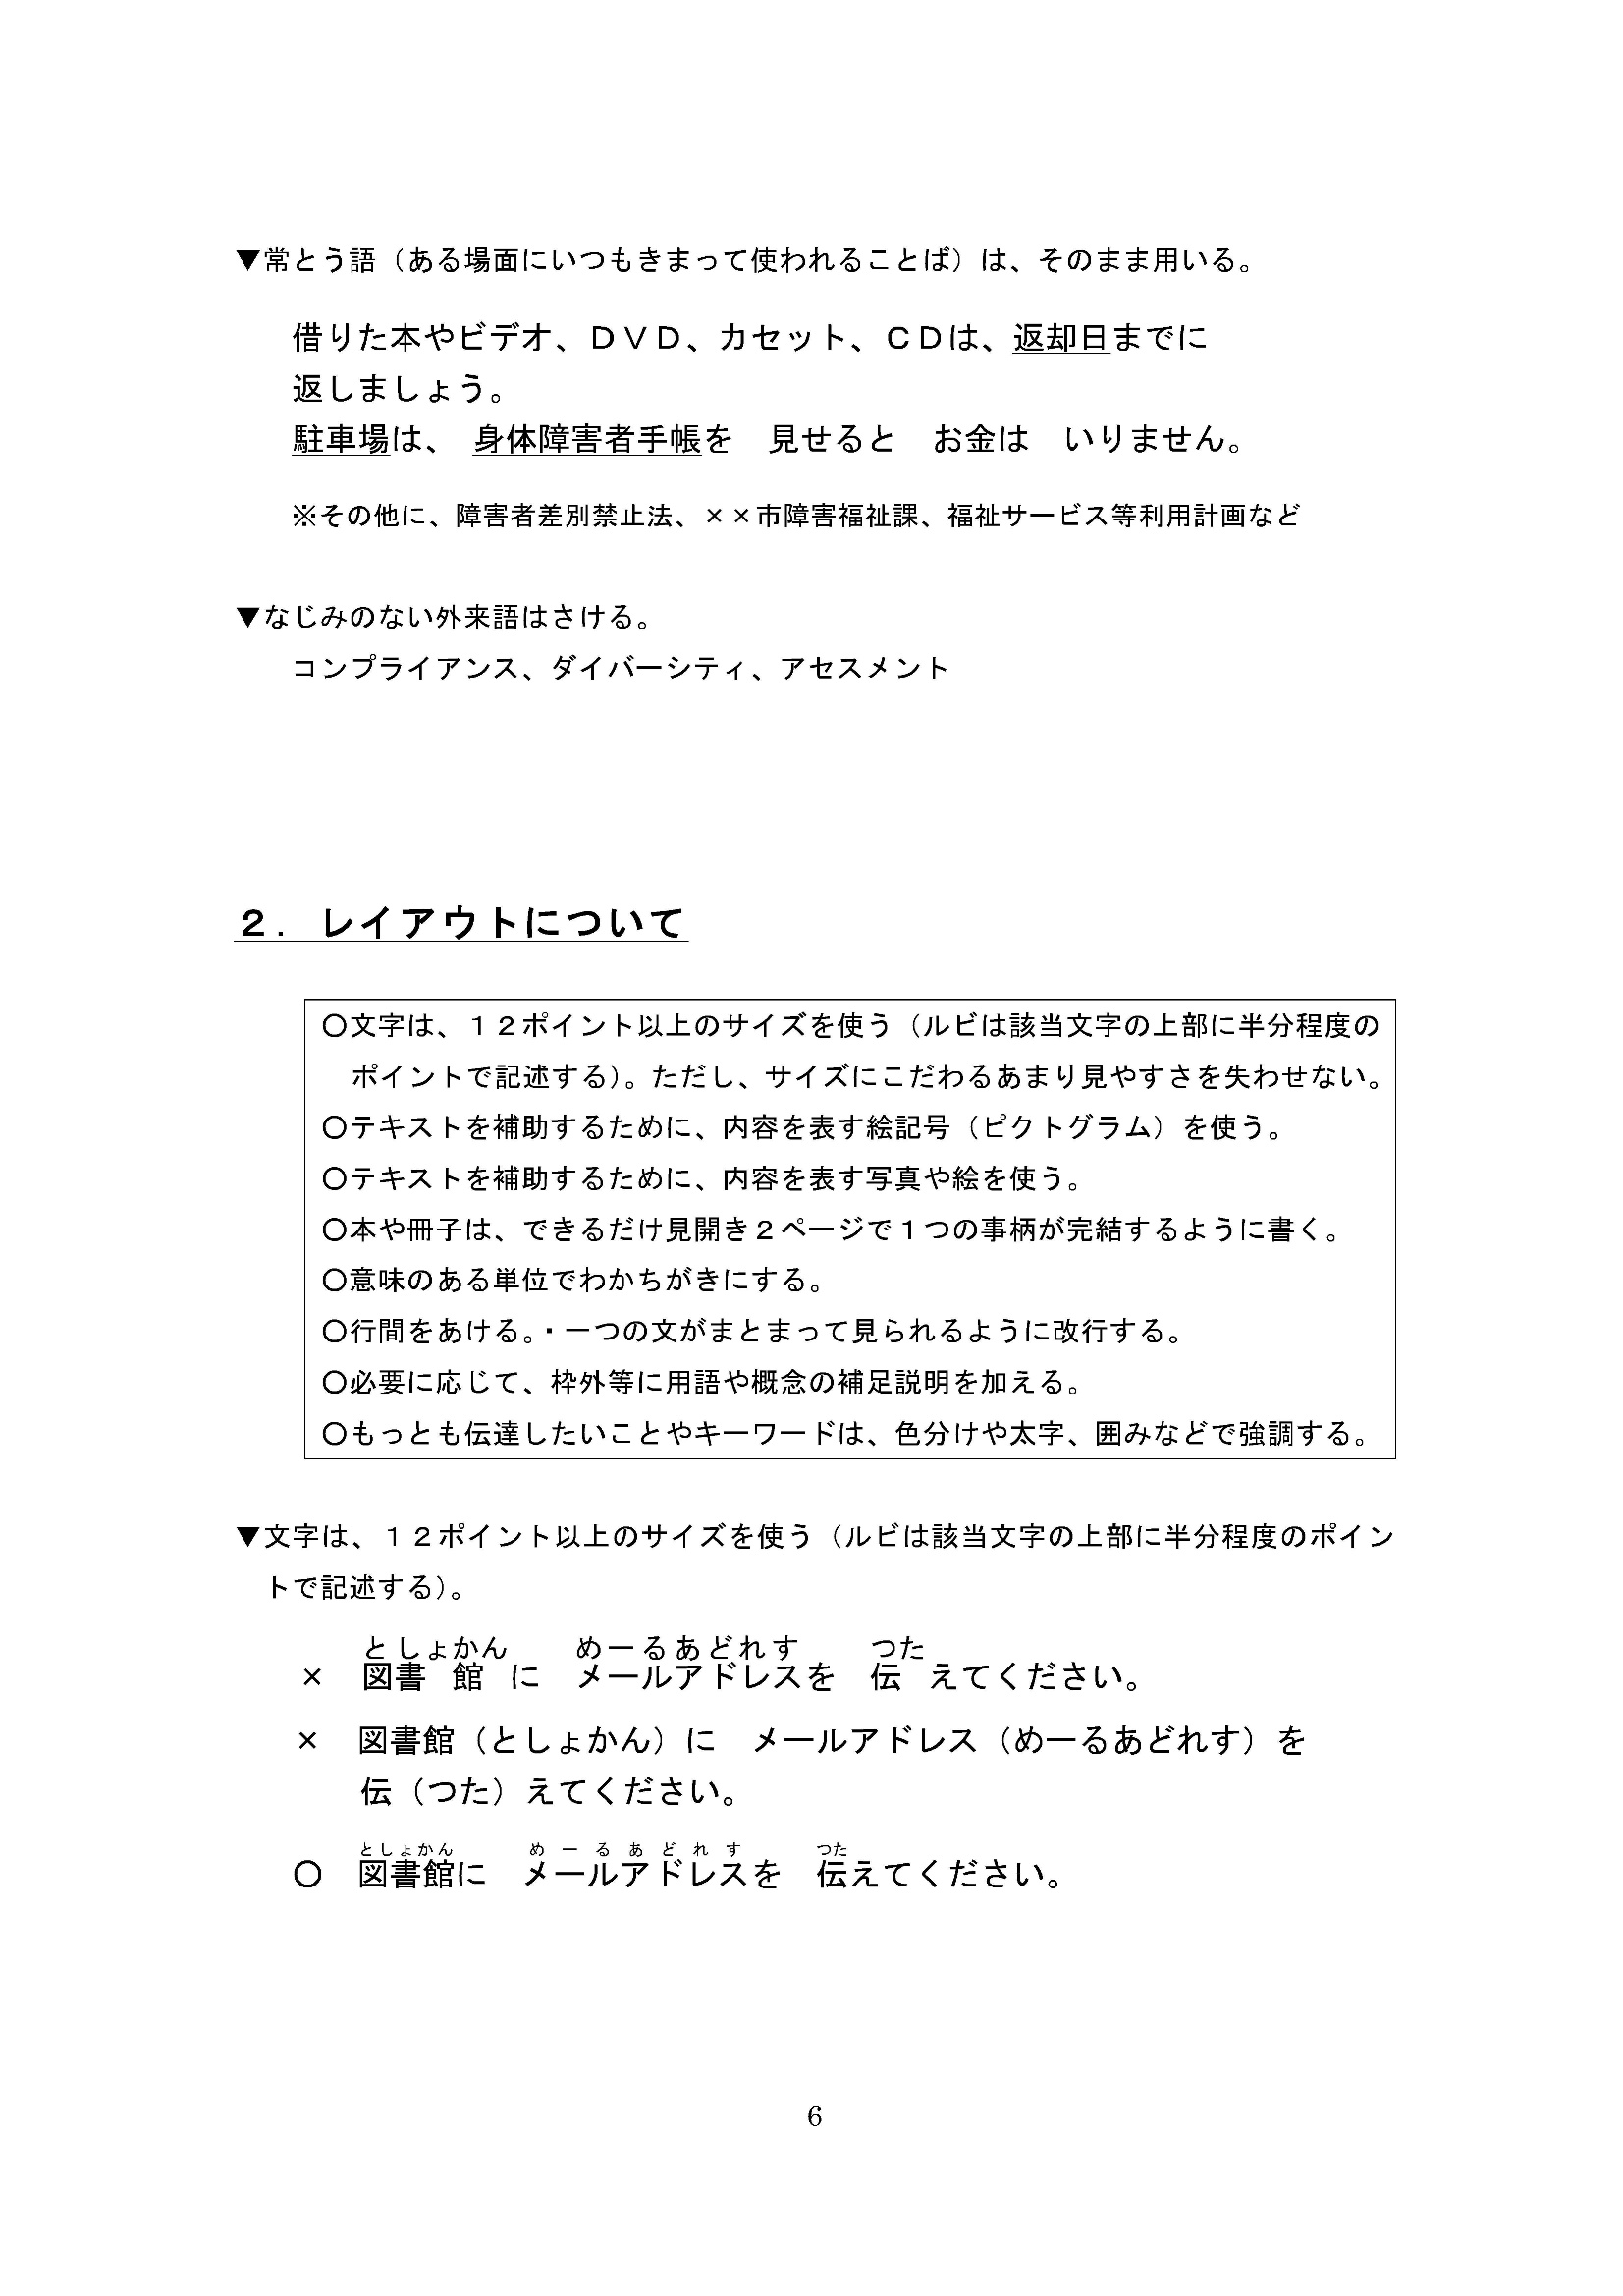 ▼常とう語（ある場面にいつもきまって使われることば）は、そのまま用いる。
借りた本やビデオ、ＤＶＤ、カセット、ＣＤは、返却日までに
返しましょう。
駐車場は、　身体障害者手帳を　見せると　お金は　いりません。
※その他に、障害者差別禁止法、××市障害福祉課、福祉サービス等利用計画など
▼なじみのない外来語はさける。
コンプライアンス、ダイバーシティ、アセスメント
２．レイアウトについて
○文字は、１２ポイント以上のサイズを使う（ルビは該当文字の上部に半分程度の
ポイントで記述する）。ただし、サイズにこだわるあまり見やすさを失わせない。
○テキストを補助するために、内容を表す絵記号（ピクトグラム）を使う。
○テキストを補助するために、内容を表す写真や絵を使う。
○本や冊子は、できるだけ見開き２ページで１つの事柄が完結するように書く。
○意味のある単位でわかちがきにする。
○行間をあける。・一つの文がまとまって見られるように改行する。
○必要に応じて、枠外等に用語や概念の補足説明を加える。
○もっとも伝達したいことやキーワードは、色分けや太字、囲みなどで強調する。
▼文字は、１２ポイント以上のサイズを使う（ルビは該当文字の上部に半分程度のポイン
トで記述する）。
としょかん　　めーるあどれす　　つた
×　図書 館 に　メールアドレスを　伝 えてください。
×　図書館（としょかん）に　メールアドレス（めーるあどれす）を
伝（つた）えてください。
としょかん　　めーるあどれす　　つた
○　図書館に　メールアドレスを　伝えてください。
6